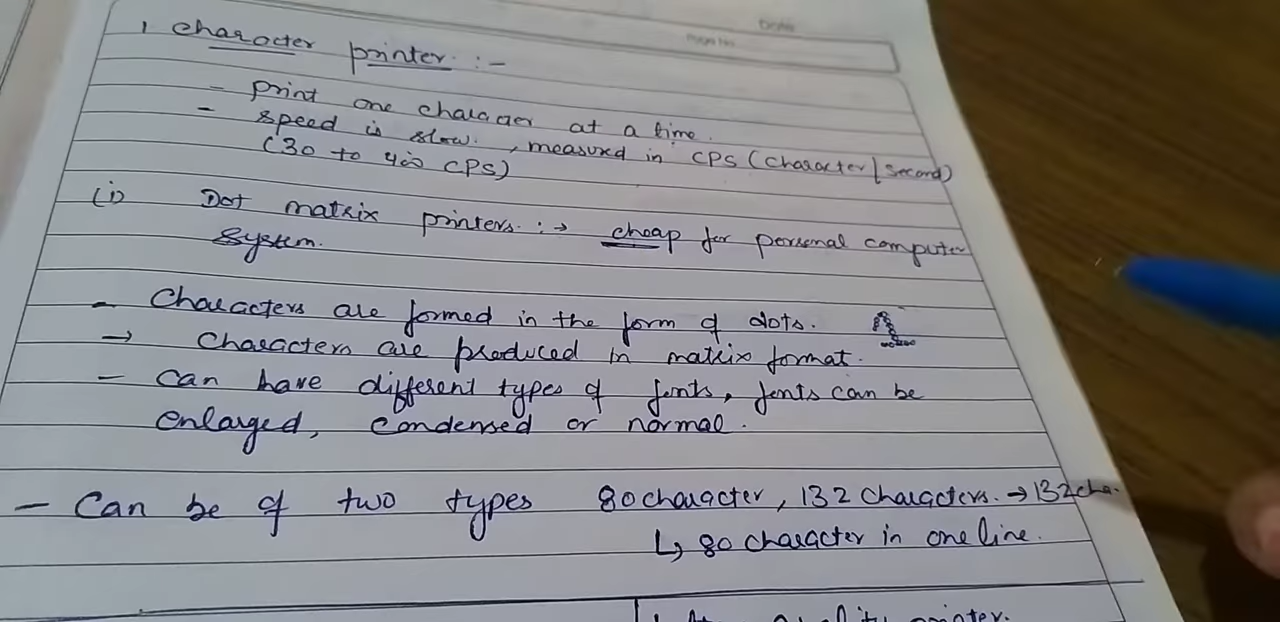 1 Character printer :-
- Print one character at a time.
- Speed is slow. , measured in CPS (Character/Second)
(30 to 400 CPS)
(i) Dot matrix printers :→ cheap for personal computer
System.
- Characters are formed in the form of dots.
→ Characters are produced in matrix format.
- Can have different types of fonts, fonts can be
enlarged, Condensed or normal.
- Can be of two types 80 character, 132 Characters. → 132 cha.
↳ 80 character in one line.
quality printer.